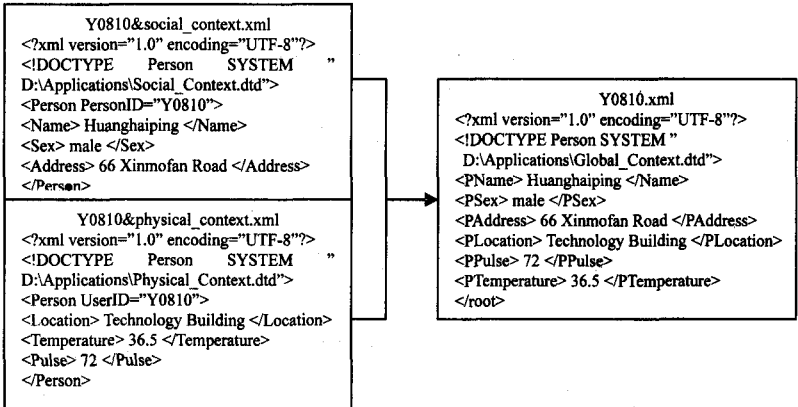 Y0810&social_context.xml
<?xml version=”1.0” encoding=”UTF-8”?>
<!DOCTYPE Person SYSTEM ”
D:\Applications\Social_Context.dtd”>
<Person PersonID=”Y0810”>
<Name> Huanghaiping </Name>
<Sex> male </Sex>
<Address> 66 Xinmofan Road </Address>
</Person>
Y0810&physical_context.xml
<?xml version=”1.0” encoding=”UTF-8”?>
<!DOCTYPE Person SYSTEM ”
D:\Applications\Physical_Context.dtd”>
<Person UserID=”Y0810”>
<Location> Technology Building </Location>
<Temperature> 36.5 </Temperature>
<Pulse> 72 </Pulse>
</Person>
Y0810.xml
<?xml version=”1.0” encoding=”UTF-8”?>
<!DOCTYPE Person SYSTEM ”
D:\Applications\Global_Context.dtd”>
<PName> Huanghaiping </Name>
<PSex> male </PSex>
<PAddress> 66 Xinmofan Road </PAddress>
<PLocation> Technology Building </PLocation>
<PPulse> 72 </PPulse>
<PTemperature> 36.5 </PTemperature>
</root>